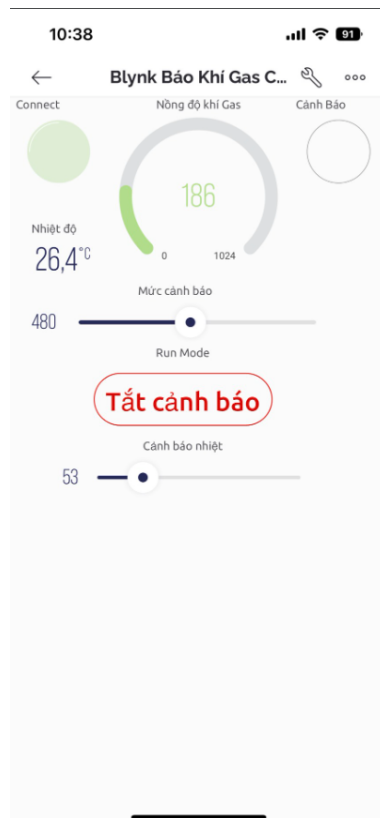 10:38
91
Blynk Báo Khí Gas C...
Connect
Nồng độ khí Gas
Cảnh Báo
186
Nhiệt độ
26,4°C
0
1024
Mức cảnh báo
480
Run Mode
Tắt cảnh báo
Cảnh báo nhiệt
53